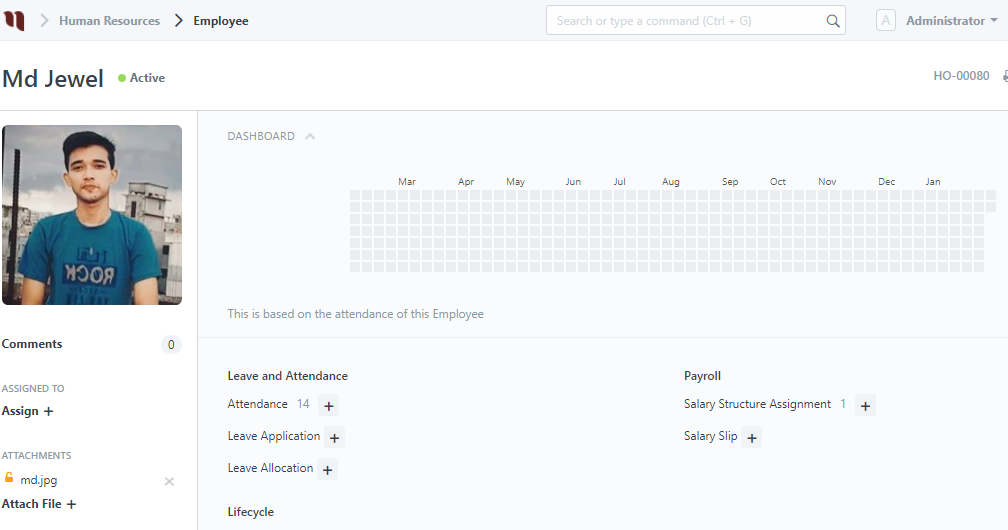 Human Resources Employee Search or type a command (Ctrl + G) A Administrator
Md Jewel Active HO-00080
DASHBOARD
Mar Apr May Jun Jul Aug Sep Oct Nov Dec Jan
This is based on the attendance of this Employee
ROCK
Comments 0
ASSIGNED TO
Assign +
ATTACHMENTS
md.jpg ×
Attach File +
Leave and Attendance
Attendance 14 +
Leave Application +
Leave Allocation +
Lifecycle
Payroll
Salary Structure Assignment 1 +
Salary Slip +